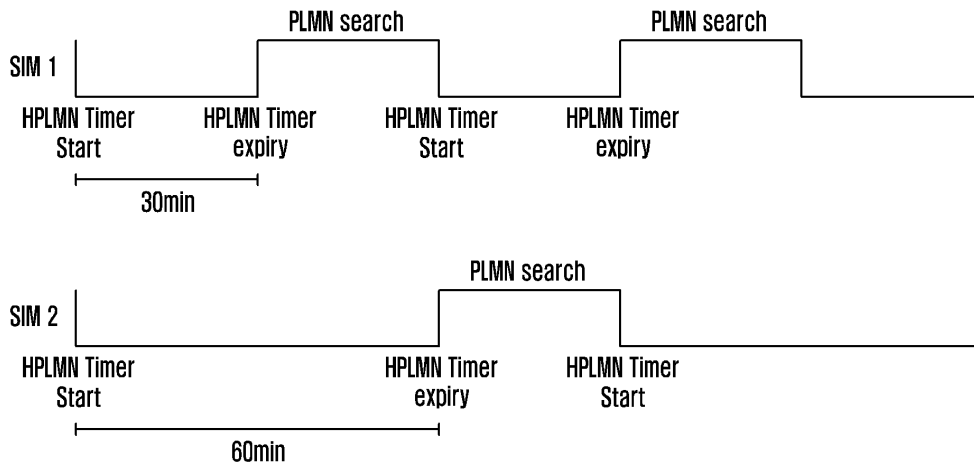 PLMN search
PLMN search
SIM 1
HPLMN Timer
Start
HPLMN Timer
expiry
HPLMN Timer
Start
HPLMN Timer
expiry
30min
PLMN search
SIM 2
HPLMN Timer
Start
HPLMN Timer
expiry
HPLMN Timer
Start
60min